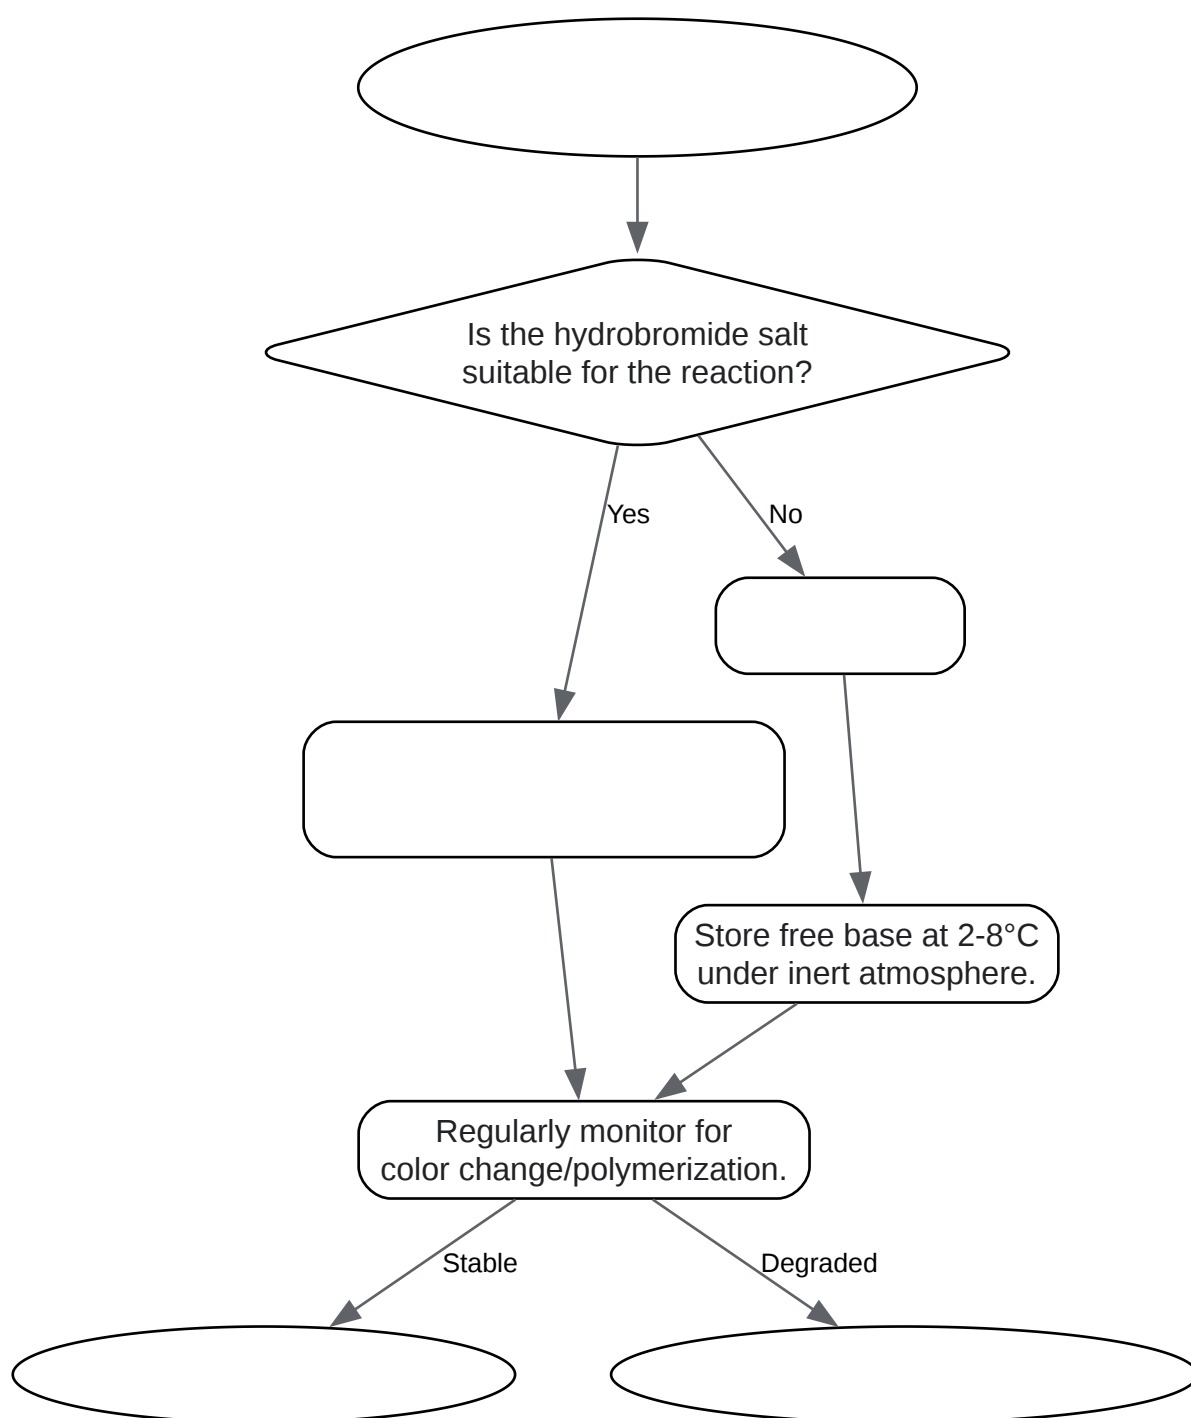 Is the hydrobromide salt
suitable for the reaction?
Yes
No
Store free base at 2-8°C
under inert atmosphere.
Regularly monitor for
color change/polymerization.
Stable
Degraded